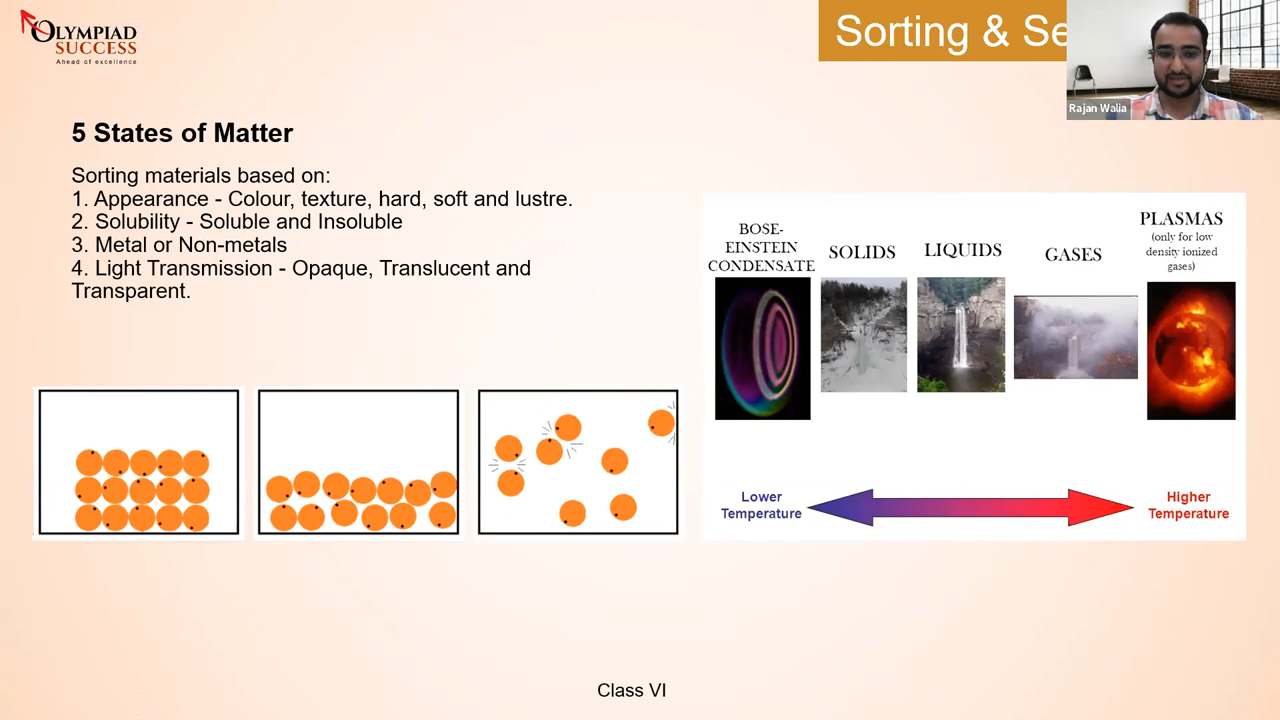 OLYMPIAD
SUCCESS
Ahead of excellence
Sorting & Se
Rajan Walia
5 States of Matter
Sorting materials based on:
1. Appearance - Colour, texture, hard, soft and lustre.
2. Solubility - Soluble and Insoluble
3. Metal or Non-metals
4. Light Transmission - Opaque, Translucent and
Transparent.
BOSE-
EINSTEIN
CONDENSATE
SOLIDS
LIQUIDS
GASES
PLASMAS
(only for low
density ionized
gases)
Lower
Temperature
Higher
Temperature
Class VI